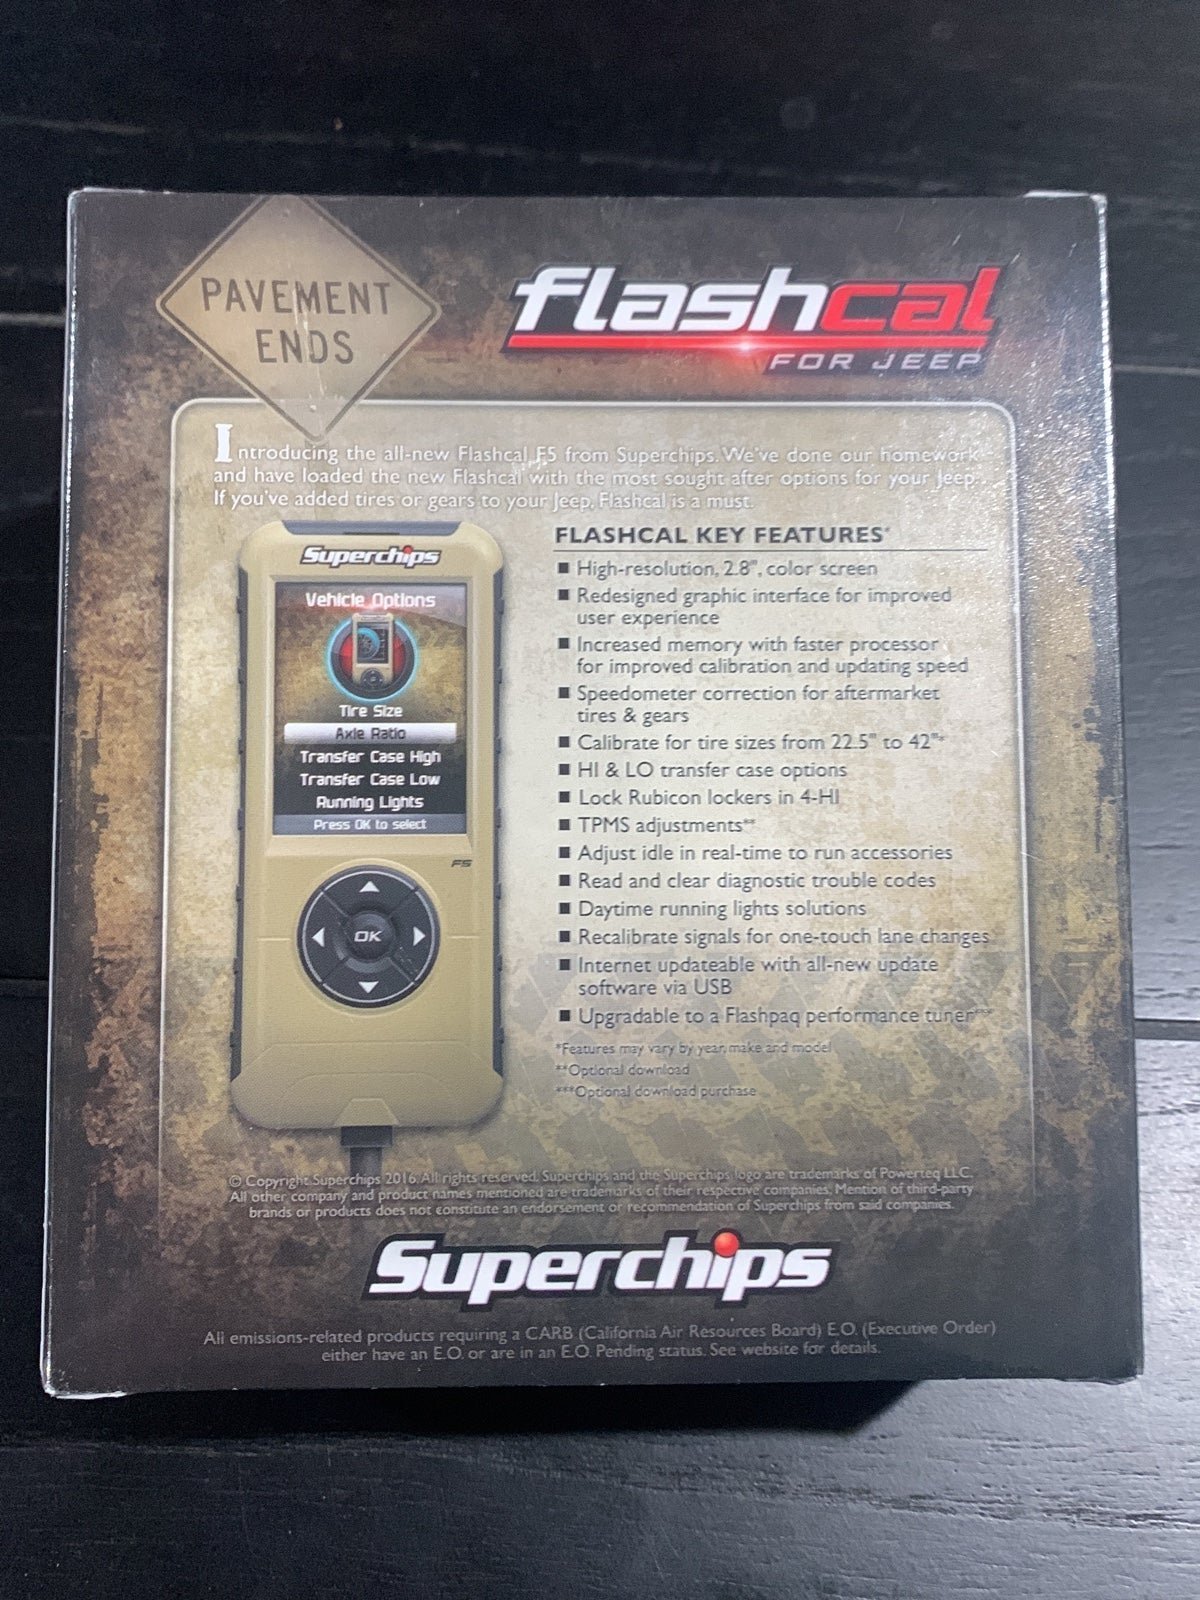 PAVEMENT
ENDS
flashcal
FOR JEEP
Introducing the all-new Flashcal F5 from Superchips. We've done our homework
and have loaded the new Flashcal with the most sought after options for your Jeep.
If you've added tires or gears to your Jeep, Flashcal is a must.
Superchips
Vehicle Options
Tire Size
Axle Ratio
Transfer Case High
Transfer Case Low
Running Lights
Press OK to select
F5
OK
FLASHCAL KEY FEATURES*
■ High-resolution, 2.8", color screen
■ Redesigned graphic interface for improved
user experience
■ Increased memory with faster processor
for improved calibration and updating speed
■ Speedometer correction for aftermarket
tires & gears
■ Calibrate for tire sizes from 22.5" to 42"*
■ HI & LO transfer case options
■ Lock Rubicon lockers in 4-HI
■ TPMS adjustments**
■ Adjust idle in real-time to run accessories
■ Read and clear diagnostic trouble codes
■ Daytime running lights solutions
■ Recalibrate signals for one-touch lane changes
■ Internet updateable with all-new update
software via USB
■ Upgradable to a Flashpaq performance tuner***
*Features may vary by year, make and model
**Optional download
***Optional download purchase
© Copyright Superchips 2016. All rights reserved. Superchips and the Superchips logo are trademarks of Powerteq LLC.
All other company and product names mentioned are trademarks of their respective companies. Mention of third-party
brands or products does not constitute an endorsement or recommendation of Superchips from said companies.
Superchips
All emissions-related products requiring a CARB (California Air Resources Board) E.O. (Executive Order)
either have an E.O. or are in an E.O. Pending status. See website for details.